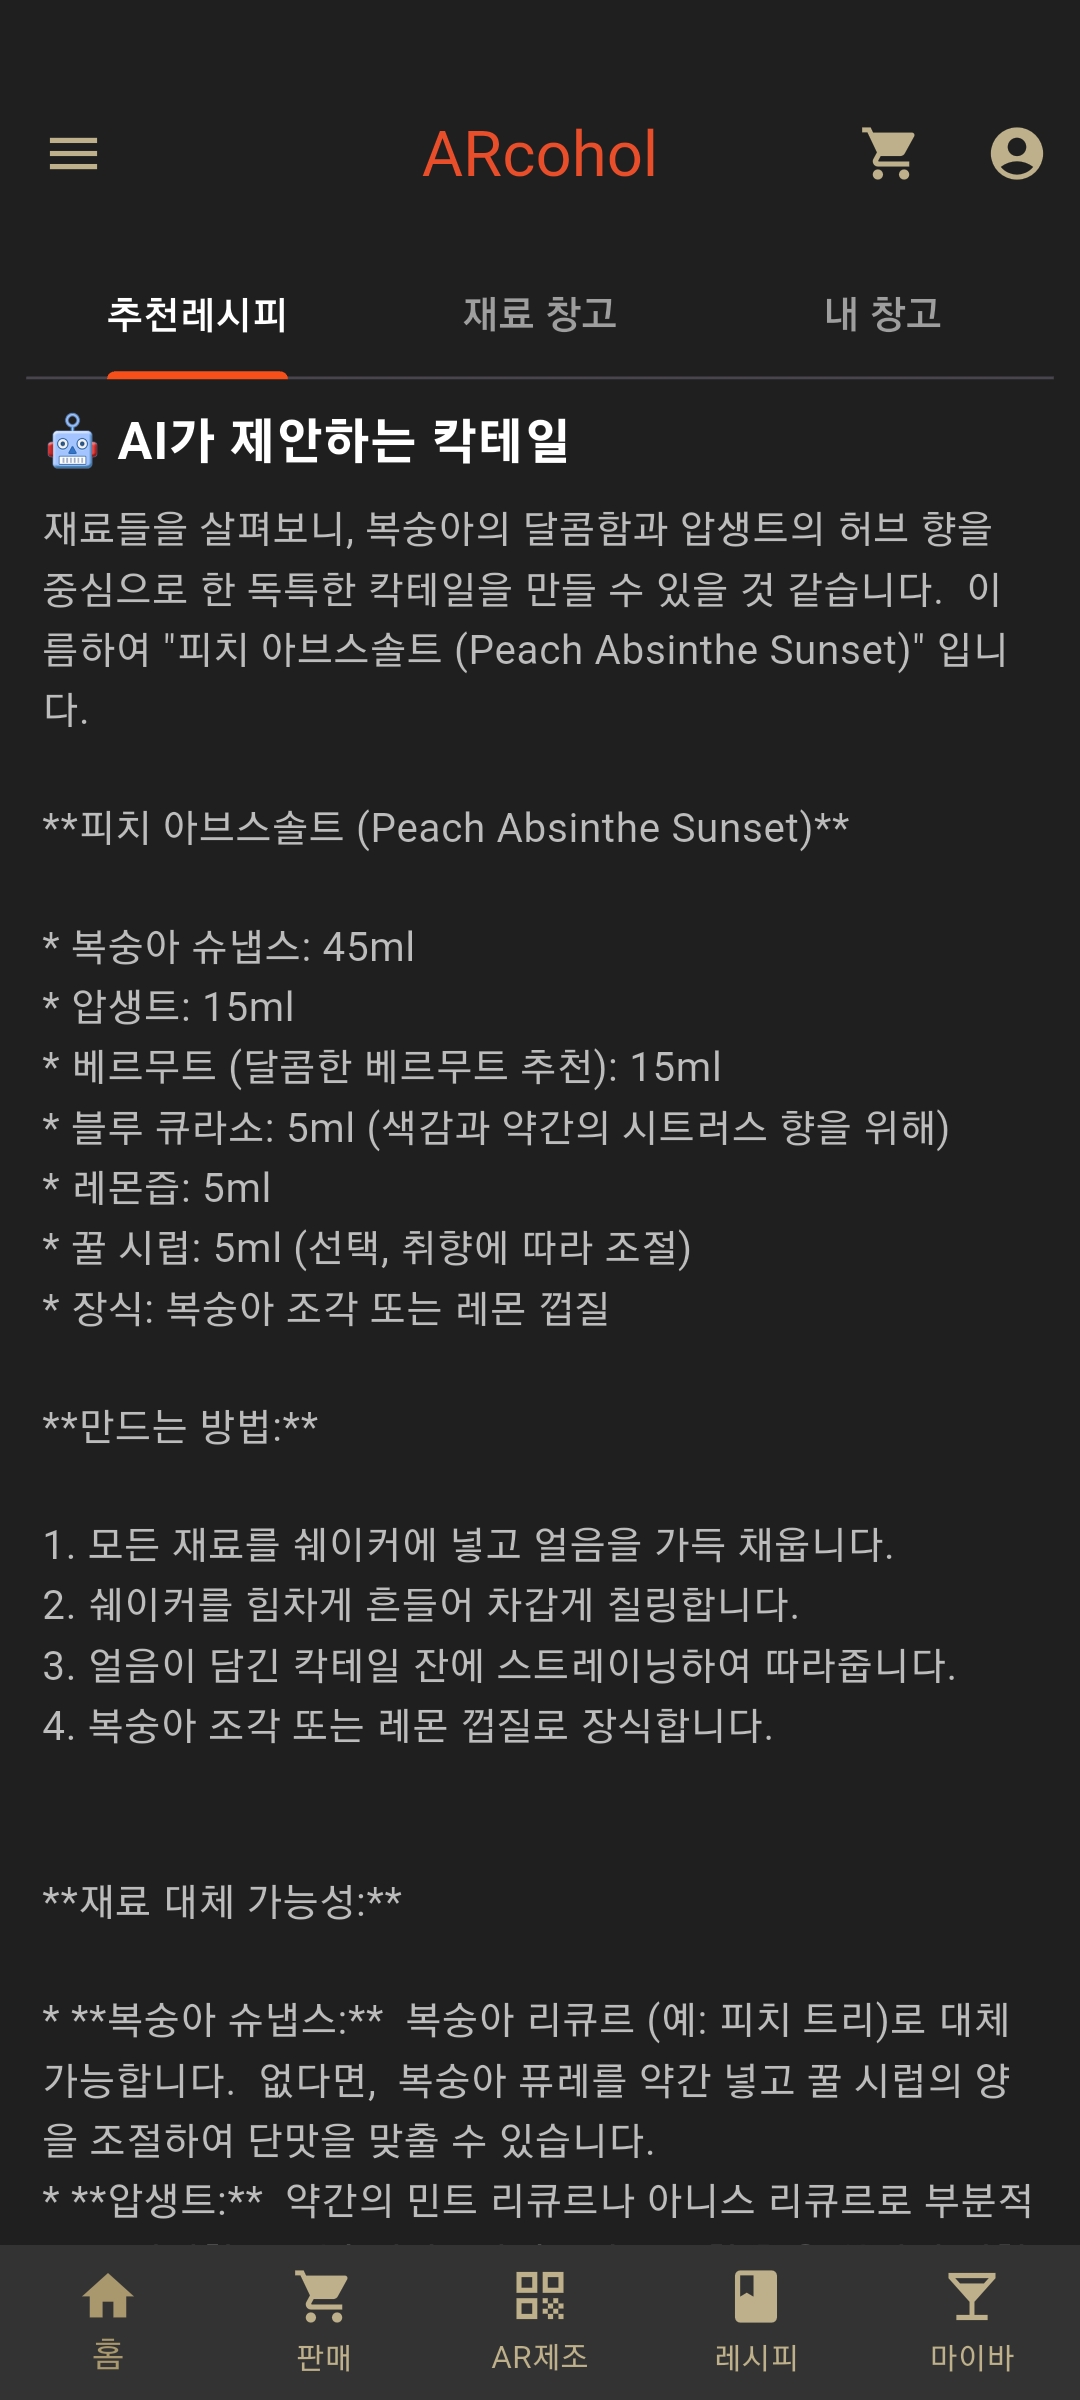 ARcohol
추천레시피
재료 창고
내 창고
🤖 AI가 제안하는 칵테일
재료들을 살펴보니, 복숭아의 달콤함과 압생트의 허브 향을
중심으로 한 독특한 칵테일을 만들 수 있을 것 같습니다.  이
름하여 "피치 아브스솔트 (Peach Absinthe Sunset)" 입니
다.
**피치 아브스솔트 (Peach Absinthe Sunset)**
* 복숭아 슈냅스: 45ml
* 압생트: 15ml
* 베르무트 (달콤한 베르무트 추천): 15ml
* 블루 큐라소: 5ml (색감과 약간의 시트러스 향을 위해)
* 레몬즙: 5ml
* 꿀 시럽: 5ml (선택, 취향에 따라 조절)
* 장식: 복숭아 조각 또는 레몬 껍질
**만드는 방법:**
1. 모든 재료를 쉐이커에 넣고 얼음을 가득 채웁니다.
2. 쉐이커를 힘차게 흔들어 차갑게 칠링합니다.
3. 얼음이 담긴 칵테일 잔에 스트레이닝하여 따라줍니다.
4. 복숭아 조각 또는 레몬 껍질로 장식합니다.
**재료 대체 가능성:**
* **복숭아 슈냅스:**  복숭아 리큐르 (예: 피치 트리)로 대체
가능합니다.  없다면,  복숭아 퓨레를 약간 넣고 꿀 시럽의 양
을 조절하여 단맛을 맞출 수 있습니다.
* **압생트:**  약간의 민트 리큐르나 아니스 리큐르로 부분적
홈
판매
AR제조
레시피
마이바